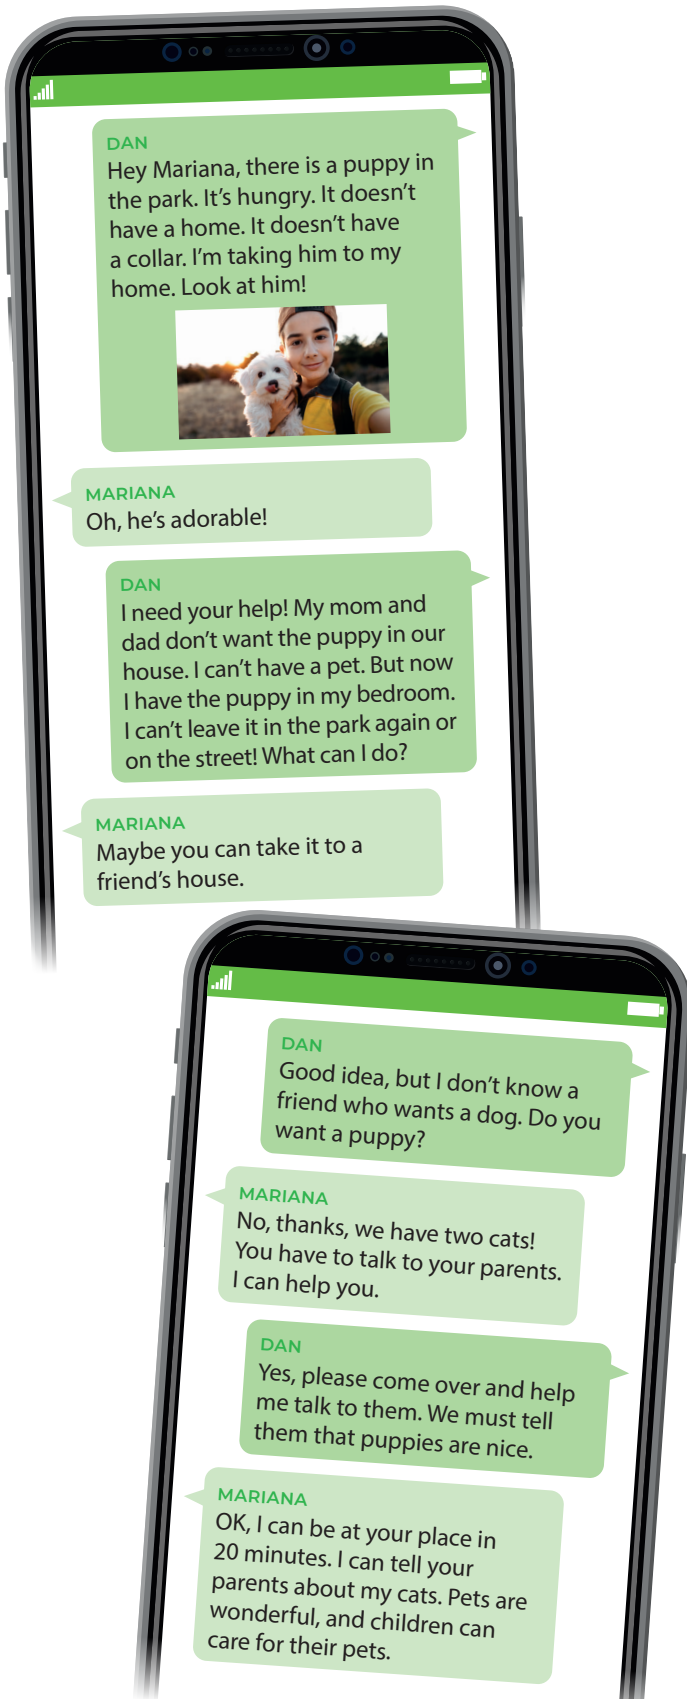 DAN
Hey Mariana, there is a puppy in
the park. It's hungry. It doesn't
have a home. It doesn't have
a collar. I'm taking him to my
home. Look at him!
MARIANA
Oh, he's adorable!
DAN
I need your help! My mom and
dad don't want the puppy in our
house. I can't have a pet. But now
I have the puppy in my bedroom.
I can't leave it in the park again or
on the street! What can I do?
MARIANA
Maybe you can take it to a
friend's house.
DAN
Good idea, but I don't know a
friend who wants a dog. Do you
want a puppy?
MARIANA
No, thanks, we have two cats!
You have to talk to your parents.
I can help you.
DAN
Yes, please come over and help
me talk to them. We must tell
them that puppies are nice.
MARIANA
OK, I can be at your place in
20 minutes. I can tell your
parents about my cats. Pets are
wonderful, and children can
care for their pets.